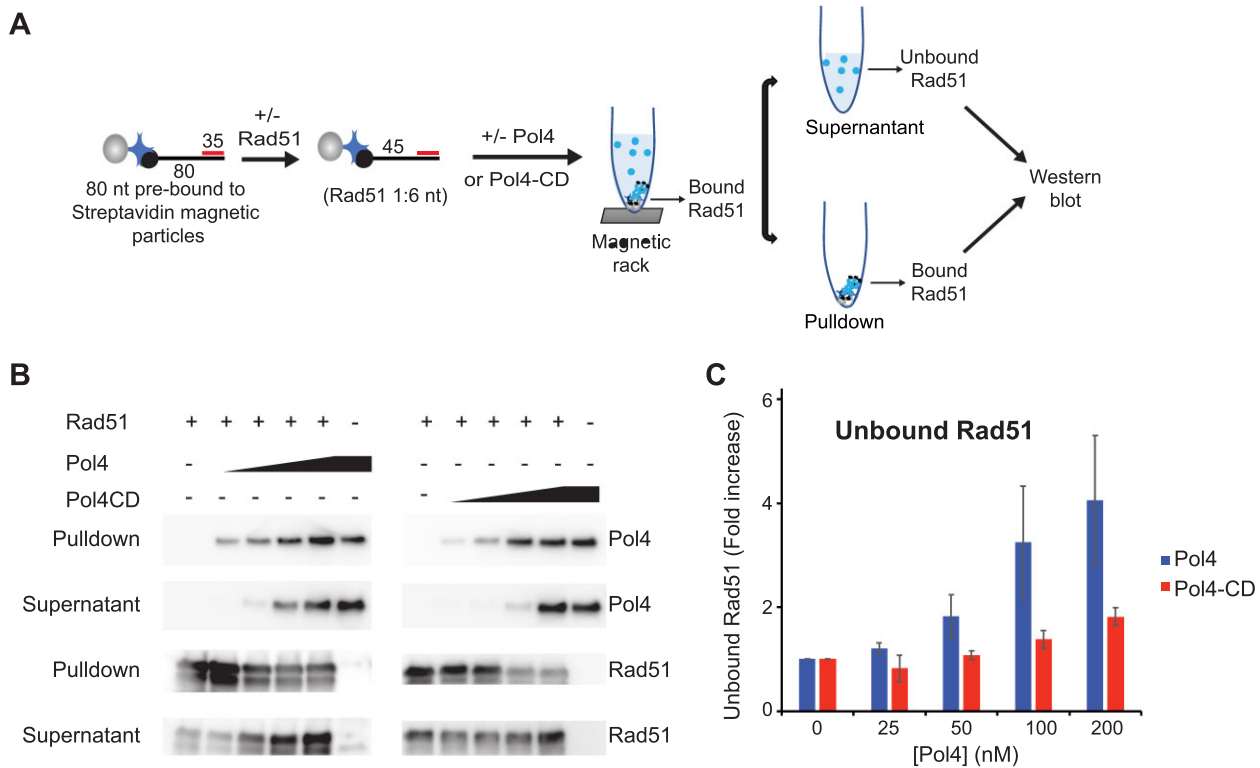 A
+/-
Rad51
35
80
80 nt pre-bound to
Streptavidin magnetic
particles
45
(Rad51 1:6 nt)
+/- Pol4
or Pol4-CD
Bound
Rad51
Magnetic
rack
Unbound
Rad51
Supernantant
Bound
Rad51
Pulldown
Western
blot
B
Rad51 + + + + + - + + + + + -
Pol4 - - - - - - -
Pol4CD - - - - - - -
Pulldown Pol4
Supernatant Pol4
Pulldown Rad51
Supernatant Rad51
C
Unbound Rad51
Unbound Rad51 (Fold increase)
6
4
2
0
0 25 50 100 200
[Pol4] (nM)
Pol4
Pol4-CD